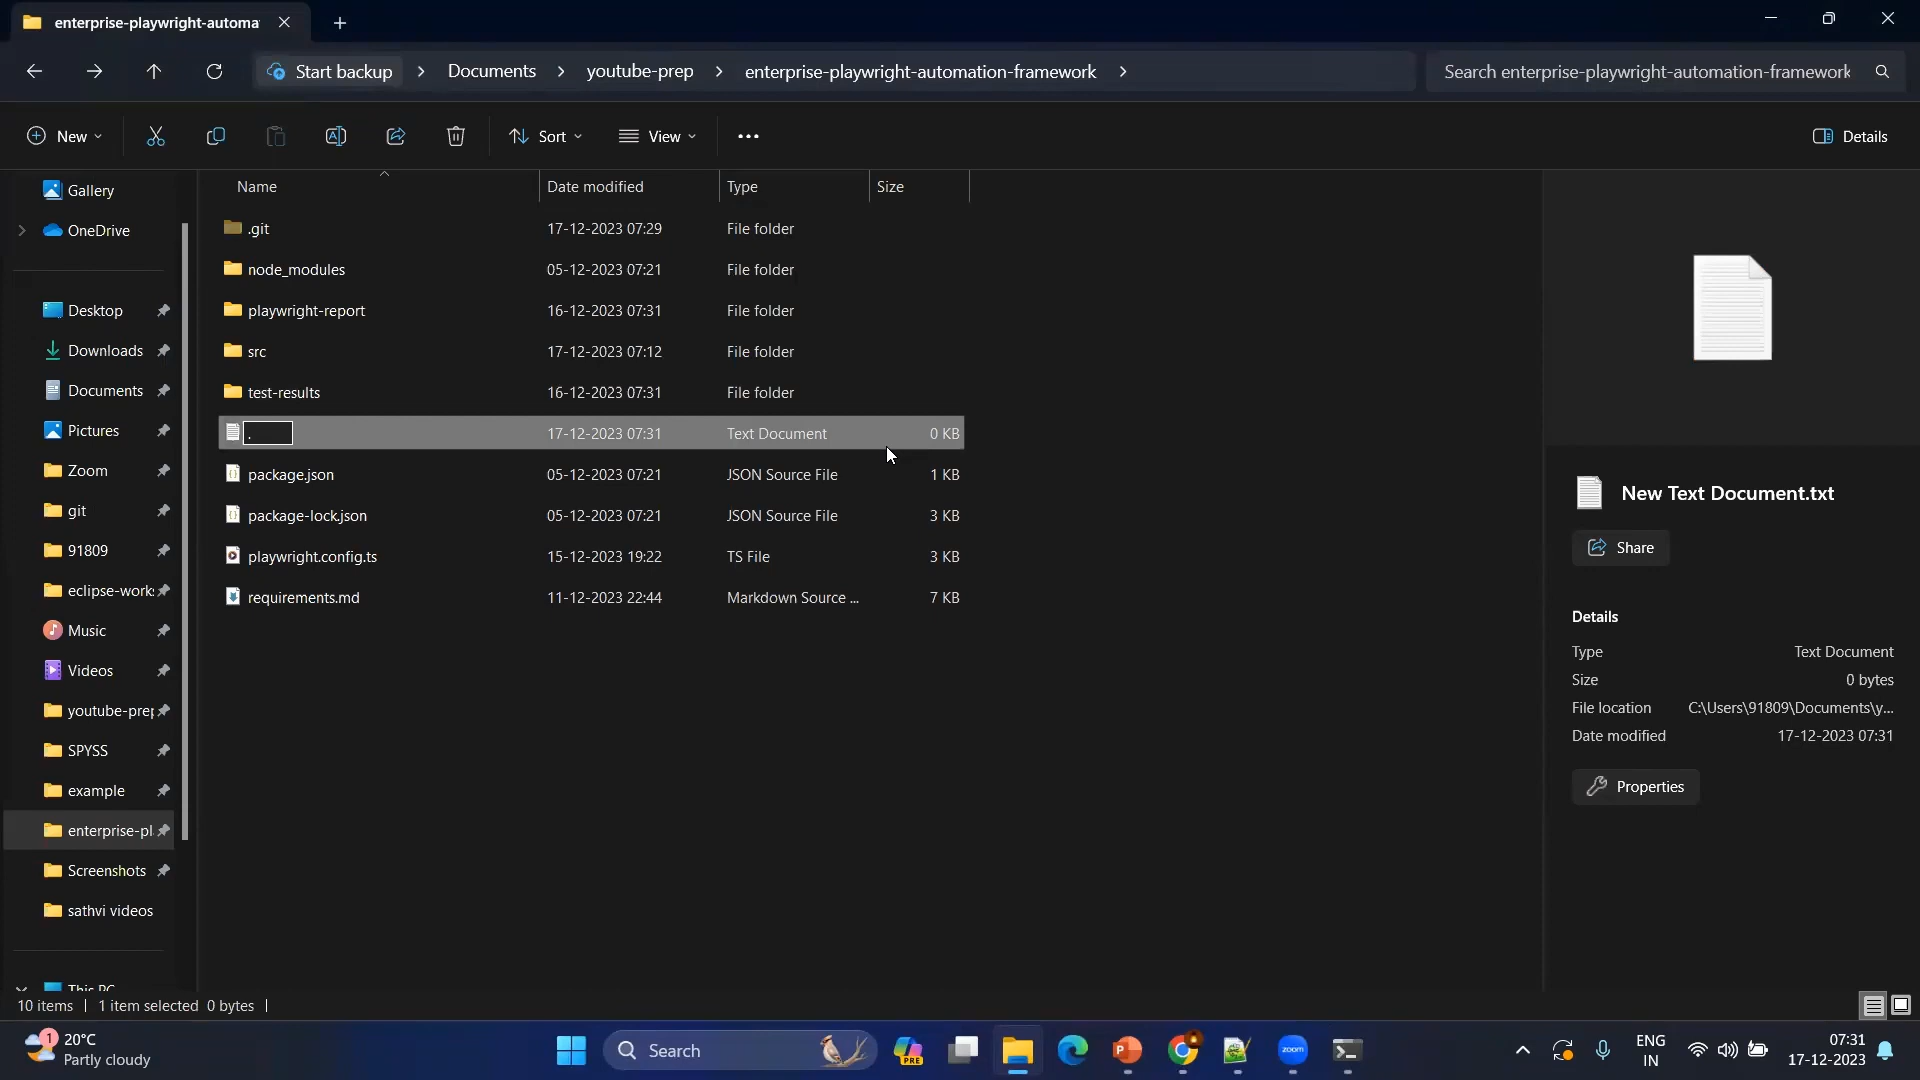 enterprise-playwright-automa
Start backup > Documents > youtube-prep > enterprise-playwright-automation-framework >
Search enterprise-playwright-automation-framework
New
Sort
View
Details
Name Date modified Type Size
Gallery
OneDrive
Desktop
Downloads
Documents
Pictures
Zoom
git
91809
eclipse-works
Music
Videos
youtube-prep
SPYSS
example
enterprise-pl
Screenshots
sathvi videos
This PC
.git 17-12-2023 07:29 File folder
node_modules 05-12-2023 07:21 File folder
playwright-report 16-12-2023 07:31 File folder
src 17-12-2023 07:12 File folder
test-results 16-12-2023 07:31 File folder
. 17-12-2023 07:31 Text Document 0 KB
package.json 05-12-2023 07:21 JSON Source File 1 KB
package-lock.json 05-12-2023 07:21 JSON Source File 3 KB
playwright.config.ts 15-12-2023 19:22 TS File 3 KB
requirements.md 11-12-2023 22:44 Markdown Source ... 7 KB
New Text Document.txt
Share
Details
Type Text Document
Size 0 bytes
File location C:\Users\91809\Documents\y...
Date modified 17-12-2023 07:31
Properties
10 items | 1 item selected 0 bytes |
1
20°C
Partly cloudy
Search
PRE
P
zoom
ENG
IN
07:31
17-12-2023